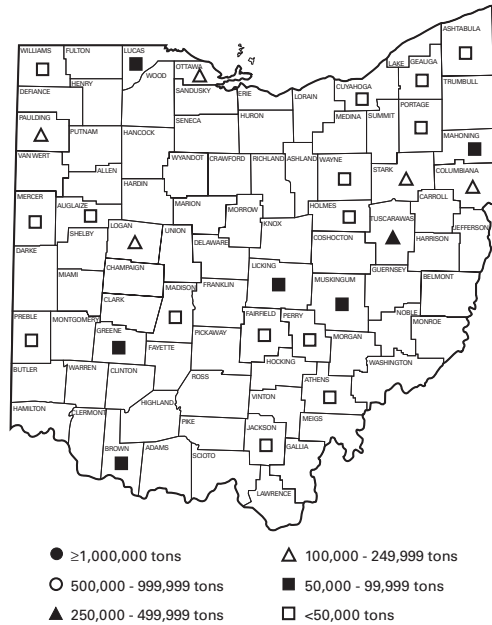 ASHTABULA
WILLIAMS FULTON LUCAS
OTTAWA LAKE GEAUGA
WOOD CUYAHOGA
HENRY SANDUSKY ERIE LORAIN TRUMBULL
DEFIANCE
PORTAGE
PAULDING SENECA HURON MEDINA SUMMIT
PUTNAM HANCOCK MAHONING
VAN WERT WYANDOT CRAWFORD RICHLAND ASHLAND WAYNE STARK COLUMBIANA
ALLEN
HARDIN CARROLL
MERCER AUGLAIZE MARION MORROW HOLMES TUSCARAWAS
SHELBY LOGAN UNION KNOX COSHOCTON JEFFERSON
DARKE DELAWARE HARRISON
CHAMPAIGN LICKING GUERNSEY
MIAMI MADISON FRANKLIN MUSKINGUM BELMONT
CLARK
PREBLE MONTGOMERY FAIRFIELD PERRY NOBLE
GREENE PICKAWAY MONROE
FAYETTE MORGAN
BUTLER WARREN CLINTON HOCKING WASHINGTON
ROSS ATHENS
HAMILTON CLERMONT HIGHLAND VINTON
PIKE MEIGS
JACKSON
BROWN ADAMS SCIOTO GALLIA
LAWRENCE
≥1,000,000 tons
500,000 - 999,999 tons
250,000 - 499,999 tons
100,000 - 249,999 tons
50,000 - 99,999 tons
<50,000 tons